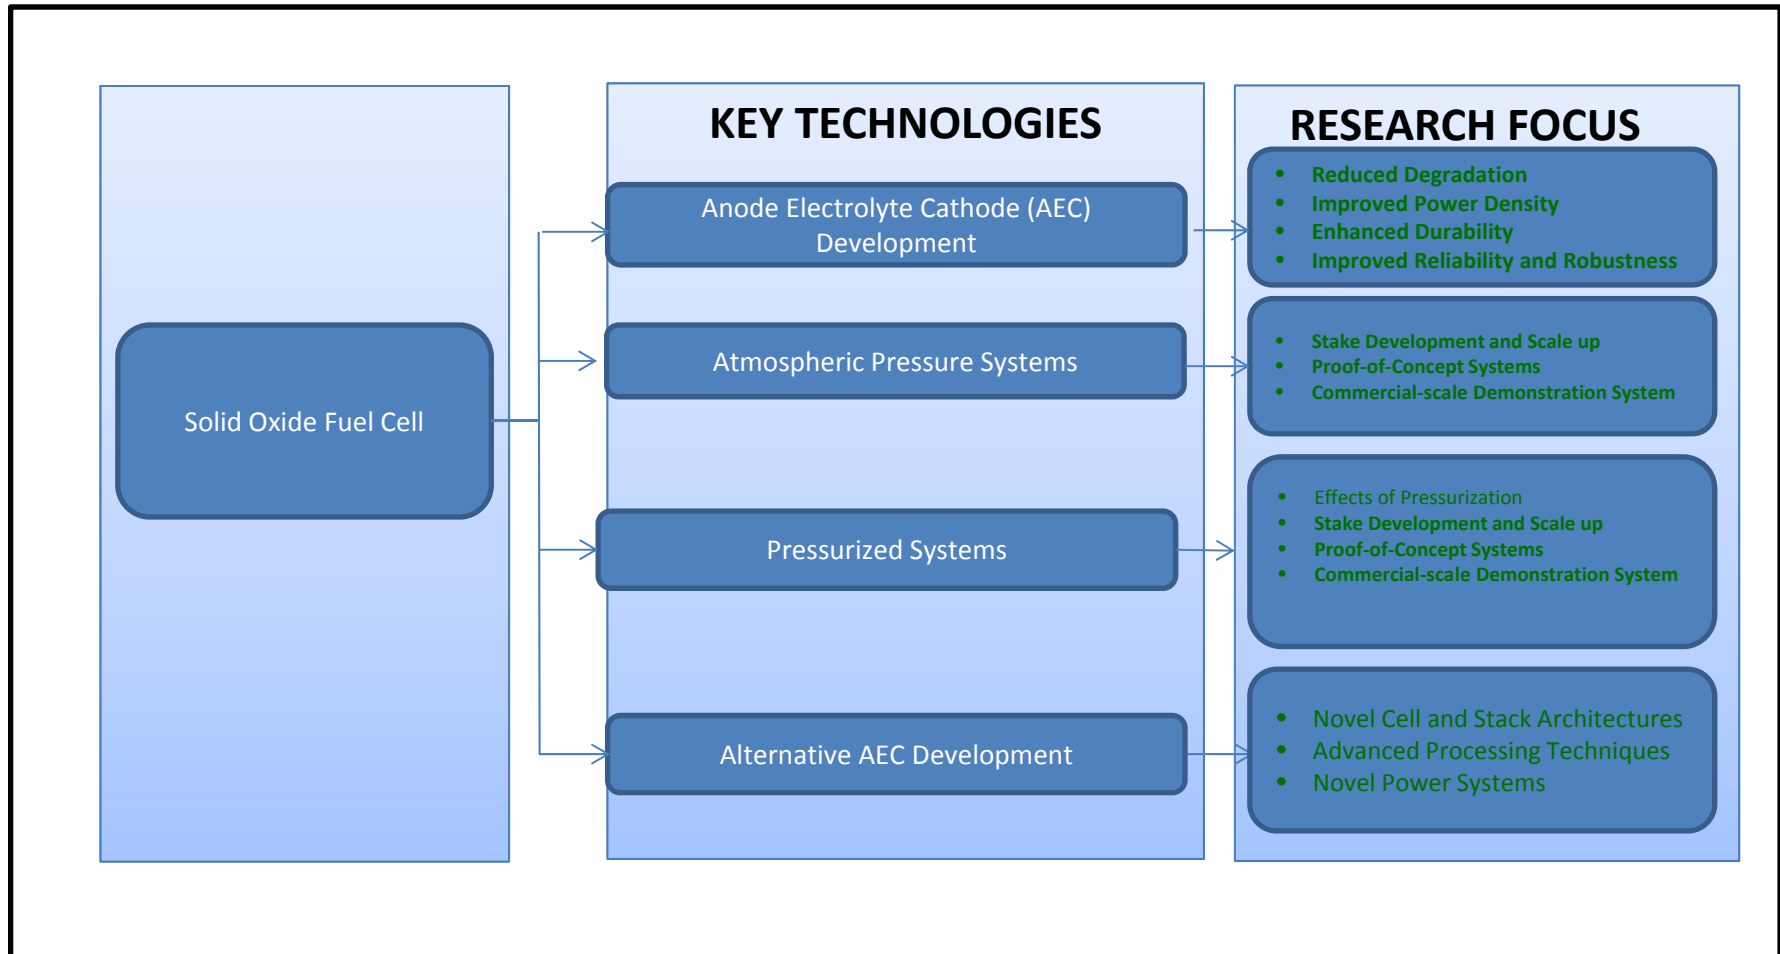 KEY TECHNOLOGIES
RESEARCH FOCUS
Solid Oxide Fuel Cell
Anode Electrolyte Cathode (AEC)
Development
• Reduced Degradation
• Improved Power Density
• Enhanced Durability
• Improved Reliability and Robustness
Atmospheric Pressure Systems
• Stake Development and Scale up
• Proof-of-Concept Systems
• Commercial-scale Demonstration System
Pressurized Systems
• Effects of Pressurization
• Stake Development and Scale up
• Proof-of-Concept Systems
• Commercial-scale Demonstration System
Alternative AEC Development
• Novel Cell and Stack Architectures
• Advanced Processing Techniques
• Novel Power Systems